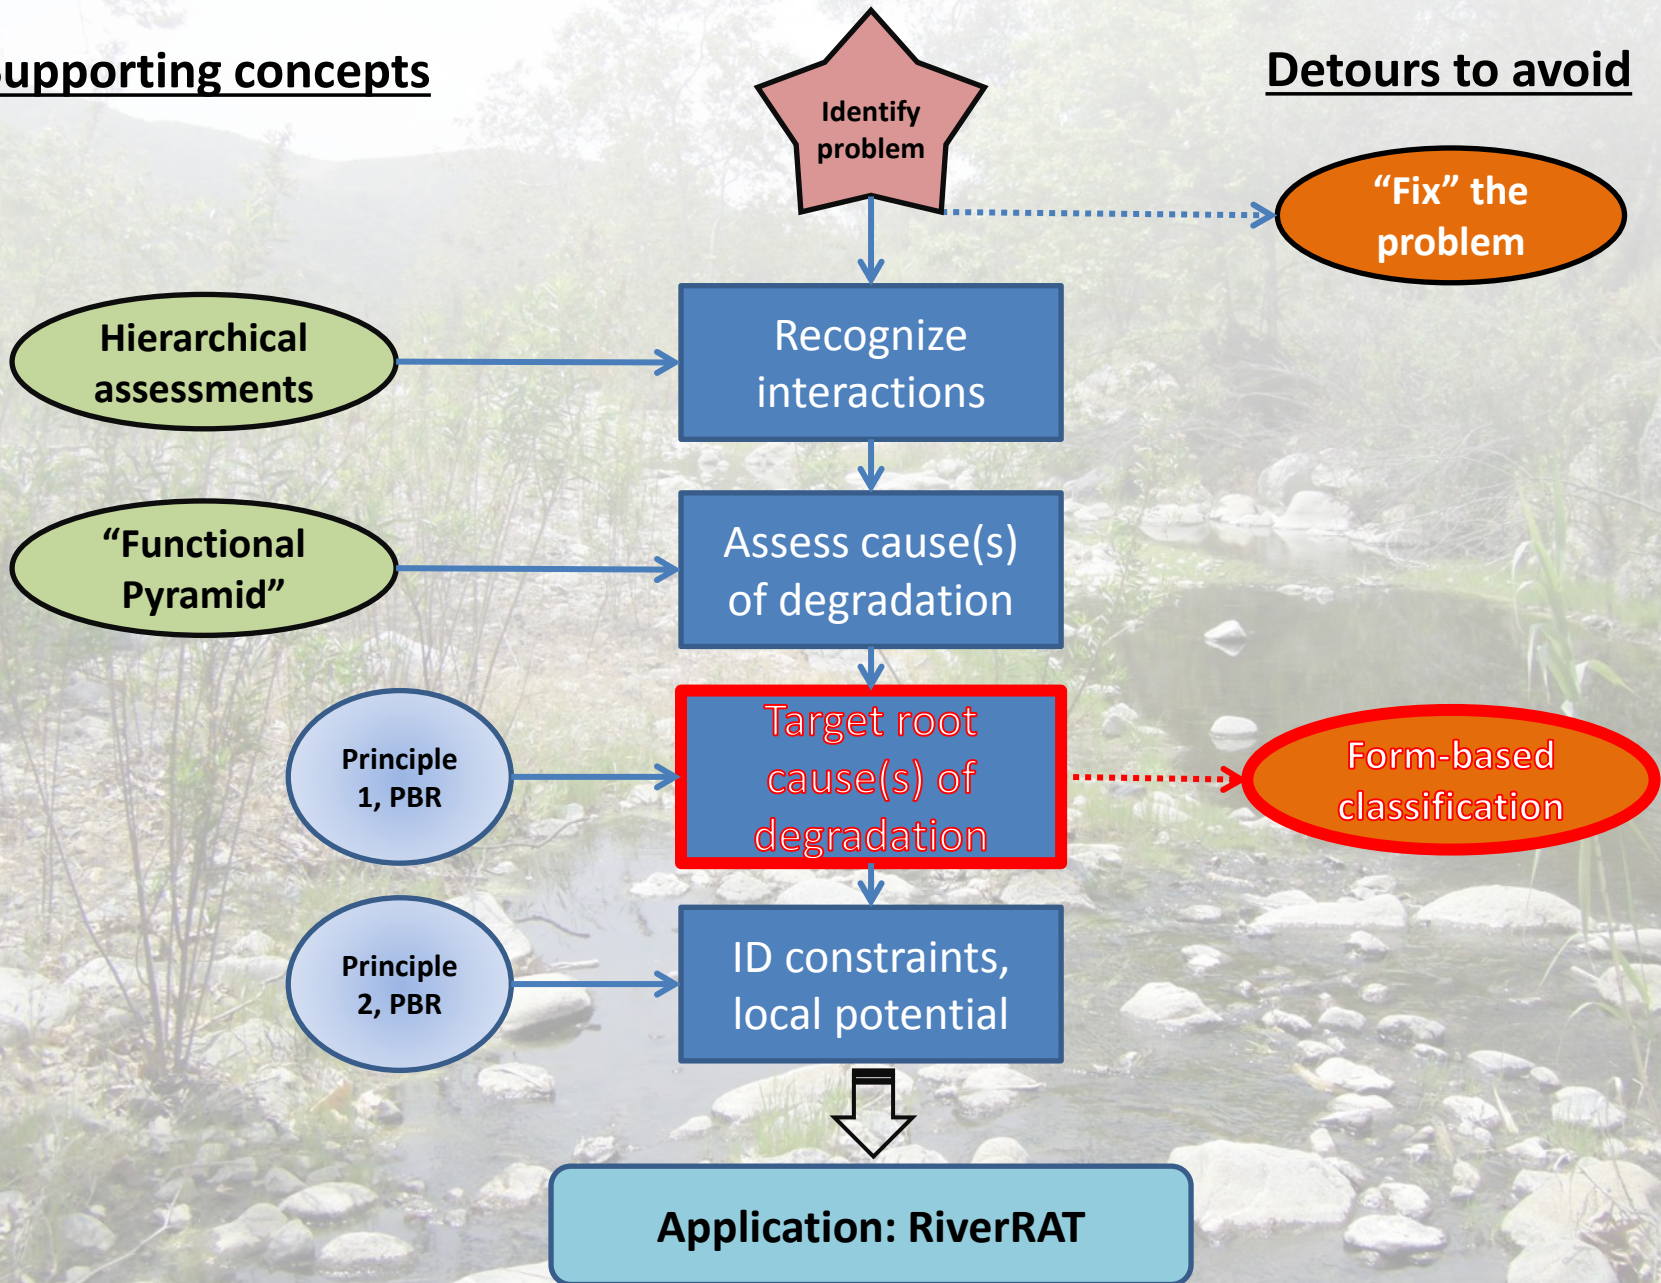 Supporting concepts
Detours to avoid
Identify
problem
“Fix” the
problem
Hierarchical
assessments
Recognize
interactions
“Functional
Pyramid”
Assess cause(s)
of degradation
Principle
1, PBR
Target root
cause(s) of
degradation
Form-based
classification
Principle
2, PBR
ID constraints,
local potential
Application: RiverRAT